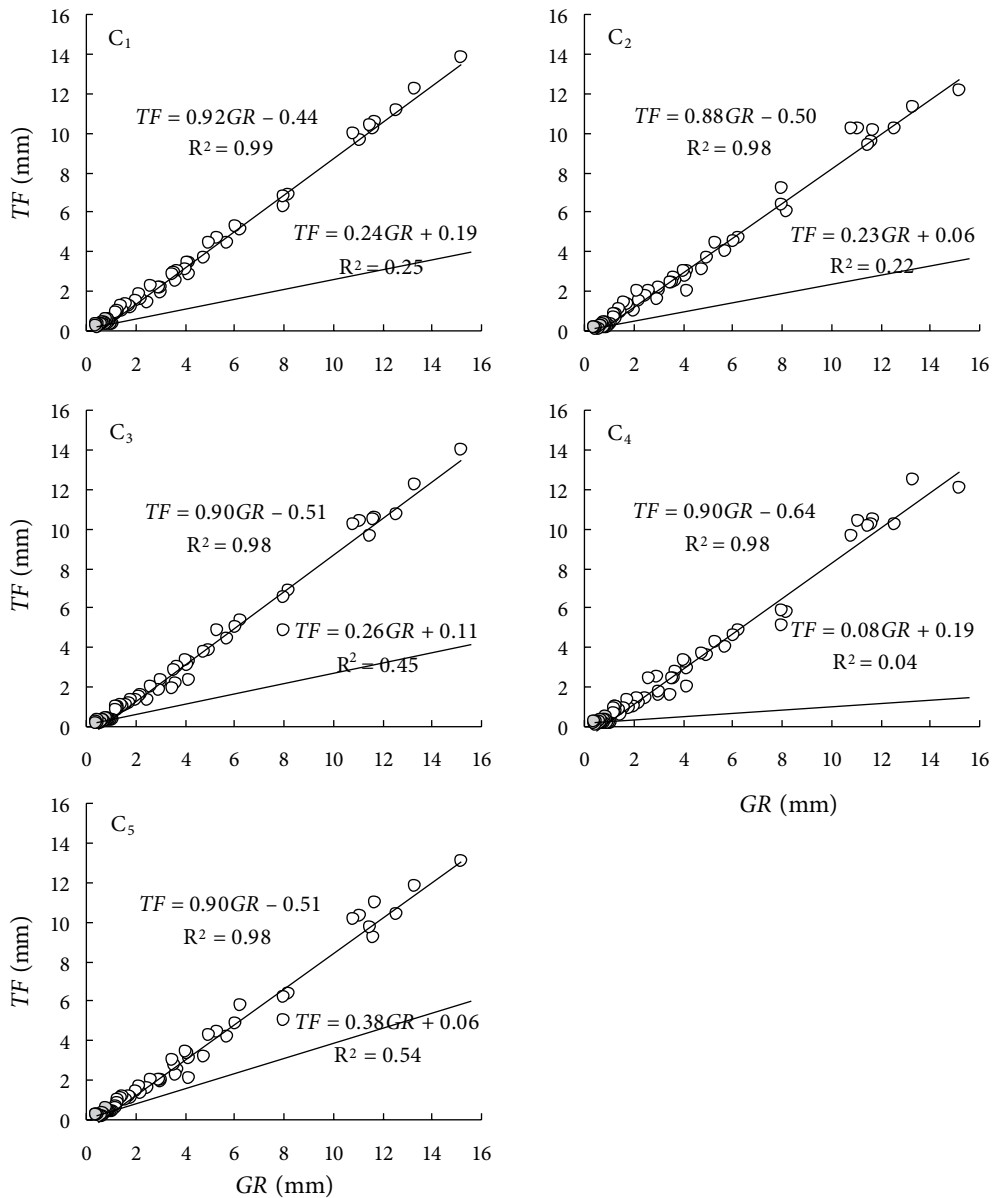 C₁
TF = 0.92GR – 0.44
R² = 0.99
TF = 0.24GR + 0.19
R² = 0.25
TF (mm)
16
14
12
10
8
6
4
2
0
0 2 4 6 8 10 12 14 16
C₂
TF = 0.88GR – 0.50
R² = 0.98
TF = 0.23GR + 0.06
R² = 0.22
16
14
12
10
8
6
4
2
0
0 2 4 6 8 10 12 14 16
C₃
TF = 0.90GR – 0.51
R² = 0.98
TF = 0.26GR + 0.11
R² = 0.45
TF (mm)
16
14
12
10
8
6
4
2
0
0 2 4 6 8 10 12 14 16
C₄
TF = 0.90GR – 0.64
R² = 0.98
TF = 0.08GR + 0.19
R² = 0.04
16
14
12
10
8
6
4
2
0
0 2 4 6 8 10 12 14 16
GR (mm)
C₅
TF = 0.90GR – 0.51
R² = 0.98
TF = 0.38GR + 0.06
R² = 0.54
TF (mm)
16
14
12
10
8
6
4
2
0
0 2 4 6 8 10 12 14 16
GR (mm)